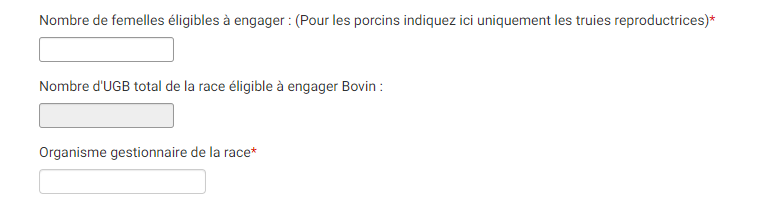 Nombre de femelles éligibles à engager : (Pour les porcins indiquez ici uniquement les truies reproductrices)*
Nombre d'UGB total de la race éligible à engager Bovin :
Organisme gestionnaire de la race*